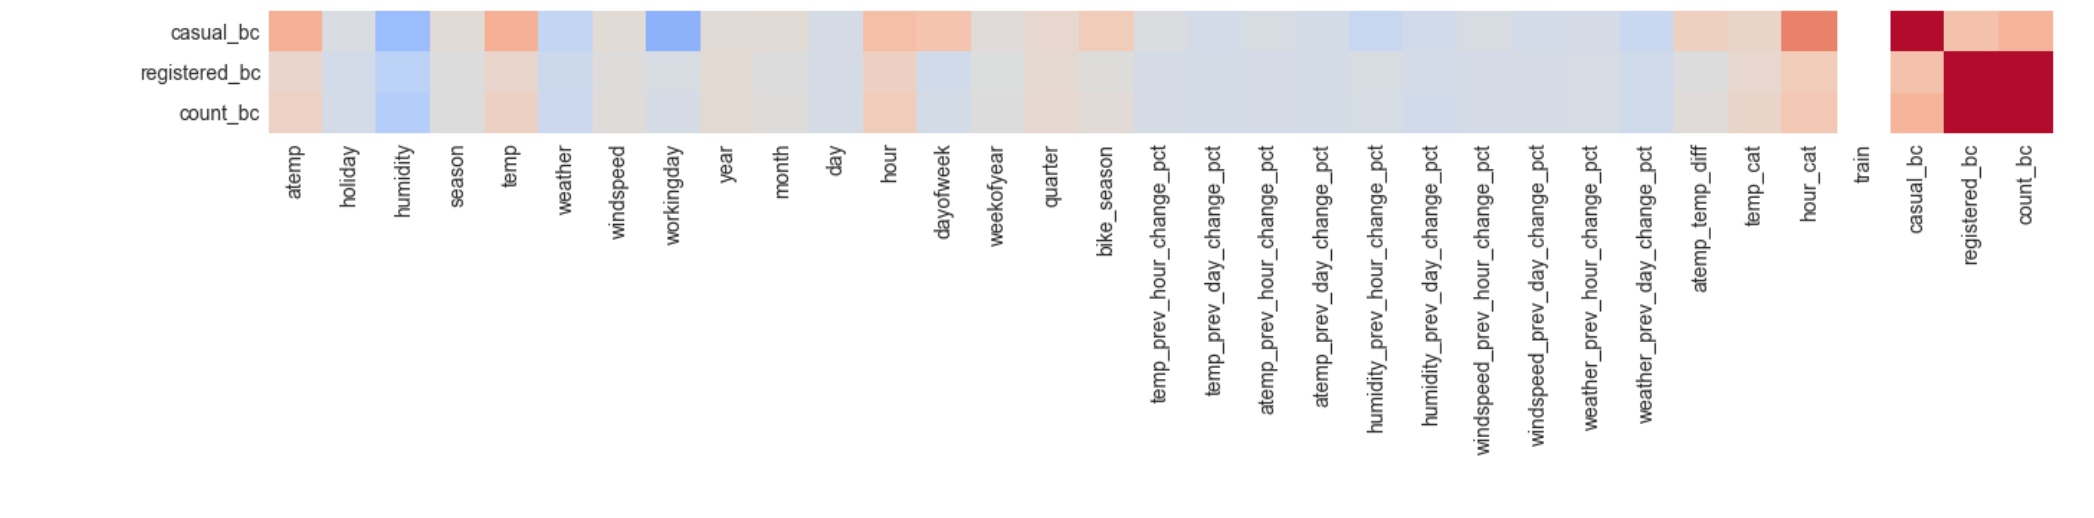 casual_bc
registered_bc
count_bc
atemp
holiday
humidity
season
temp
weather
windspeed
workingday
year
month
day
hour
dayofweek
weekofyear
quarter
bike_season
temp_prev_hour_change_pct
temp_prev_day_change_pct
atemp_prev_hour_change_pct
atemp_prev_day_change_pct
humidity_prev_hour_change_pct
humidity_prev_day_change_pct
windspeed_prev_hour_change_pct
windspeed_prev_day_change_pct
weather_prev_hour_change_pct
weather_prev_day_change_pct
atemp_temp_diff
temp_cat
hour_cat
train
casual_bc
registered_bc
count_bc